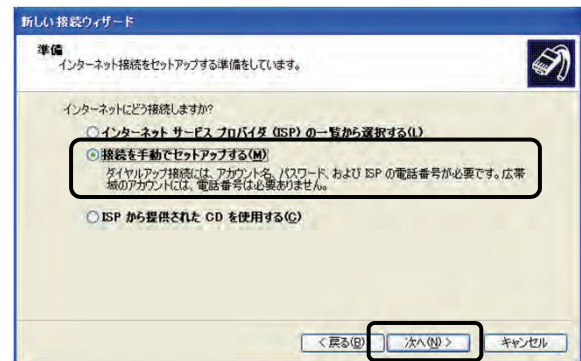 新しい接続ウィザード
準備
インターネット接続をセットアップする準備をしています。
インターネットにどう接続しますか?
インターネット サービス プロバイダ (ISP) の一覧から選択する(L)
接続を手動でセットアップする(M)
ダイヤルアップ接続には、アカウント名、パスワード、および ISP の電話番号が必要です。広帯
域のアカウントには、電話番号は必要ありません。
ISP から提供された CD を使用する(C)
< 戻る(B)
次へ(N) >
キャンセル